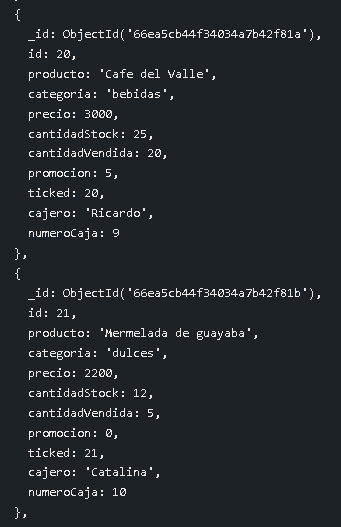 {
_id: ObjectId('66ea5cb44f34034a7b42f81a'),
id: 20,
producto: 'Cafe del Valle',
categoria: 'bebidas',
precio: 3000,
cantidadStock: 25,
cantidadVendida: 20,
promocion: 5,
ticked: 20,
cajero: 'Ricardo',
numeroCaja: 9
},
{
_id: ObjectId('66ea5cb44f34034a7b42f81b'),
id: 21,
producto: 'Mermelada de guayaba',
categoria: 'dulces',
precio: 2200,
cantidadStock: 12,
cantidadVendida: 5,
promocion: 0,
ticked: 21,
cajero: 'Catalina',
numeroCaja: 10
},